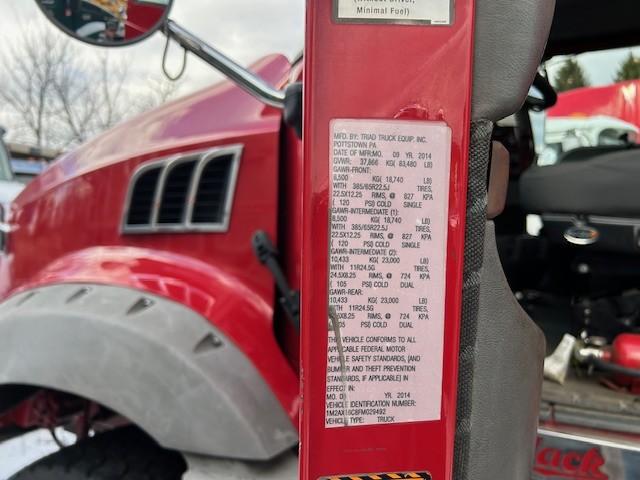 (Without Driver,
Minimal Fuel)
MFD. BY: TRIAD TRUCK EQUIP. INC.
POTTSTOWN PA
DATE OF MFR:MO. 09 YR. 2014
GVWR: 37,866 KG( 83,480 LB)
GAWR-FRONT:
8,500 KG( 18,740 LB)
WITH 385/65R22.5J TIRES,
22.5X12.25 RIMS, @ 827 KPA
( 120 PSI) COLD SINGLE
GAWR-INTERMEDIATE (1):
8,500 KG( 18,740 LB)
WITH 385/65R22.5J TIRES,
22.5X12.25 RIMS, @ 827 KPA
( 120 PSI) COLD SINGLE
GAWR-INTERMEDIATE (2):
10,433 KG( 23,000 LB)
WITH 11R24.5G TIRES,
24.5X8.25 RIMS, @ 724 KPA
( 105 PSI) COLD DUAL
GAWR-REAR:
10,433 KG( 23,000 LB)
WITH 11R24.5G TIRES,
RIMS, @ 724 KPA
PSI) COLD DUAL
THIS VEHICLE CONFORMS TO ALL
APPLICABLE FEDERAL MOTOR
VEHICLE SAFETY STANDARDS, [AND
BUMPER AND THEFT PREVENTION
STANDARDS, IF APPLICABLE] IN
EFFECT IN:
MO. YR. 2014
VEHICLE IDENTIFICATION NUMBER:
VEHICLE TYPE: TRUCK
Mack